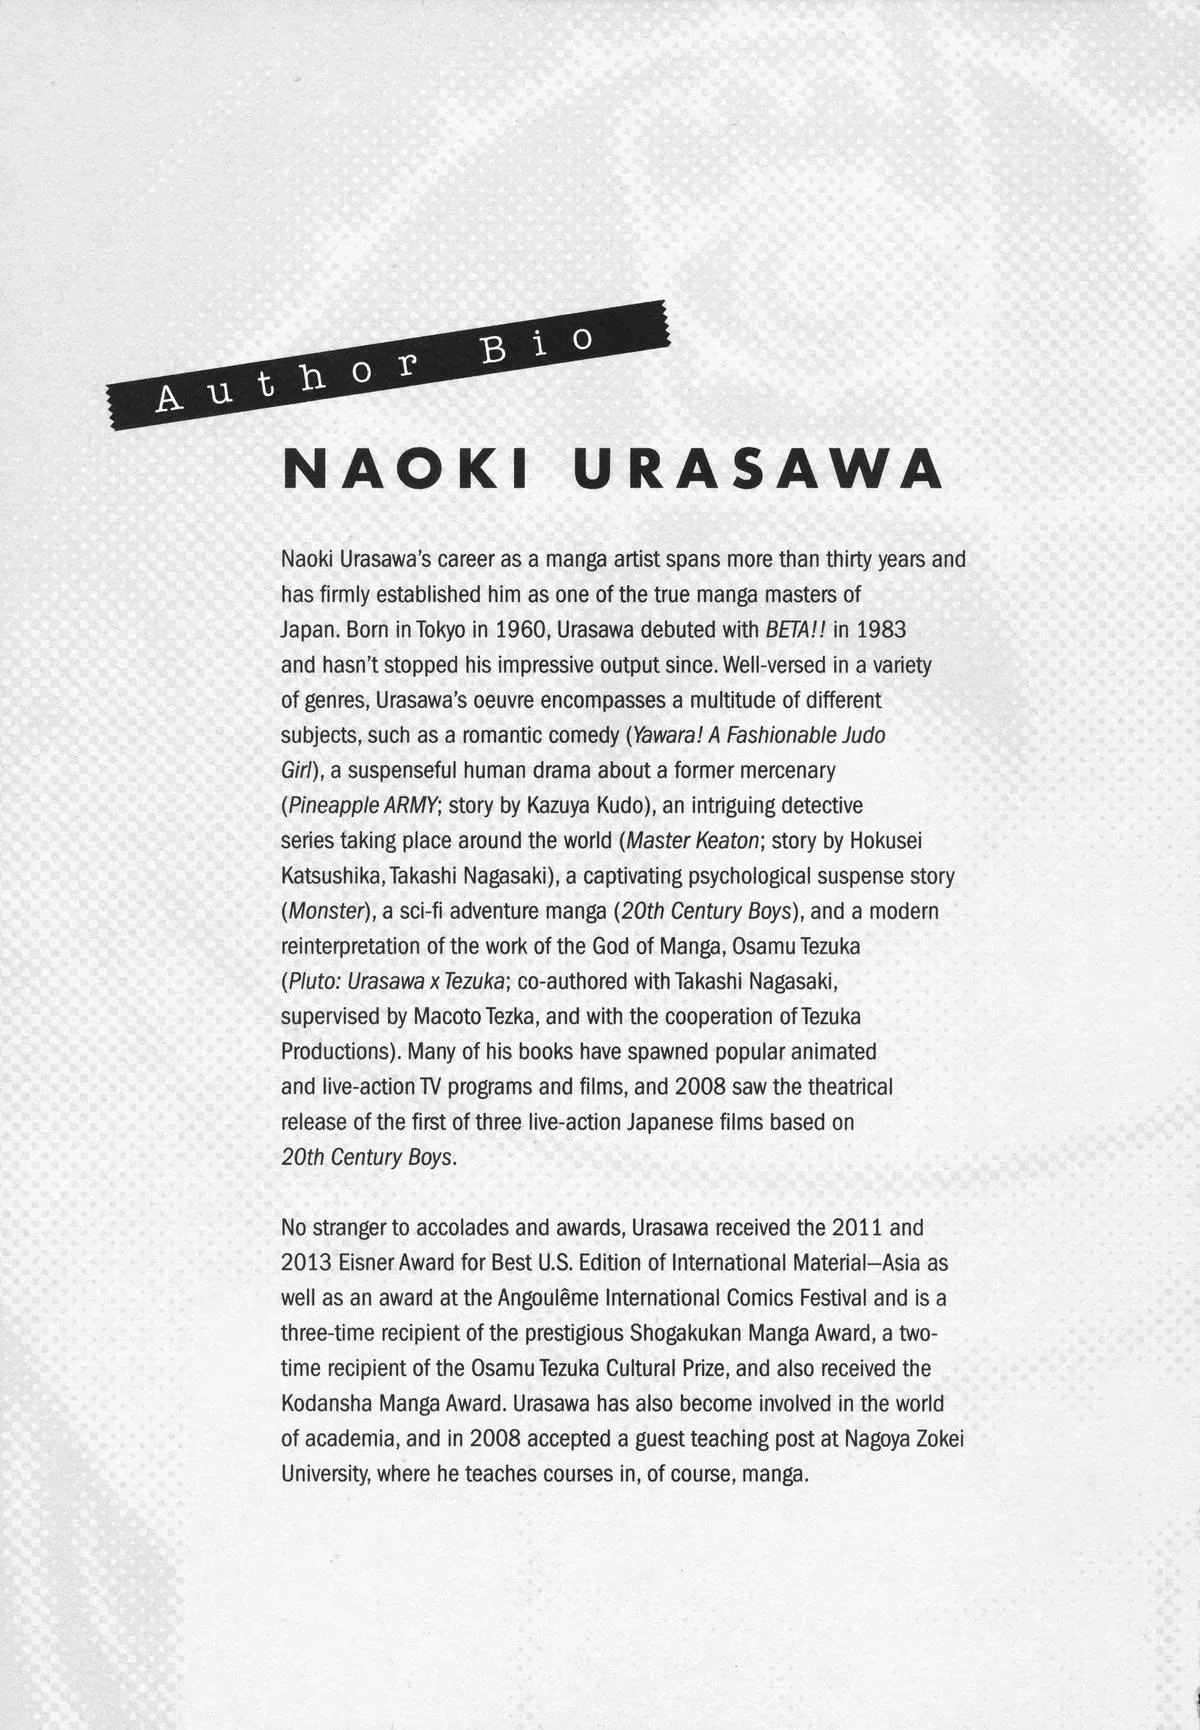 Author Bio
NAOKI URASAWA
Naoki Urasawa's career as a manga artist spans more than thirty years and
has firmly established him as one of the true manga masters of
Japan. Born in Tokyo in 1960, Urasawa debuted with BETA!! in 1983
and hasn't stopped his impressive output since. Well-versed in a variety
of genres, Urasawa's oeuvre encompasses a multitude of different
subjects, such as a romantic comedy (Yawara! A Fashionable Judo
Girl), a suspenseful human drama about a former mercenary
(Pineapple ARMY; story by Kazuya Kudo), an intriguing detective
series taking place around the world (Master Keaton; story by Hokusei
Katsushika, Takashi Nagasaki), a captivating psychological suspense story
(Monster), a sci-fi adventure manga (20th Century Boys), and a modern
reinterpretation of the work of the God of Manga, Osamu Tezuka
(Pluto: Urasawa x Tezuka; co-authored with Takashi Nagasaki,
supervised by Macoto Tezka, and with the cooperation of Tezuka
Productions). Many of his books have spawned popular animated
and live-action TV programs and films, and 2008 saw the theatrical
release of the first of three live-action Japanese films based on
20th Century Boys.
No stranger to accolades and awards, Urasawa received the 2011 and
2013 Eisner Award for Best U.S. Edition of International Material—Asia as
well as an award at the Angoulême International Comics Festival and is a
three-time recipient of the prestigious Shogakukan Manga Award, a two-
time recipient of the Osamu Tezuka Cultural Prize, and also received the
Kodansha Manga Award. Urasawa has also become involved in the world
of academia, and in 2008 accepted a guest teaching post at Nagoya Zokei
University, where he teaches courses in, of course, manga.